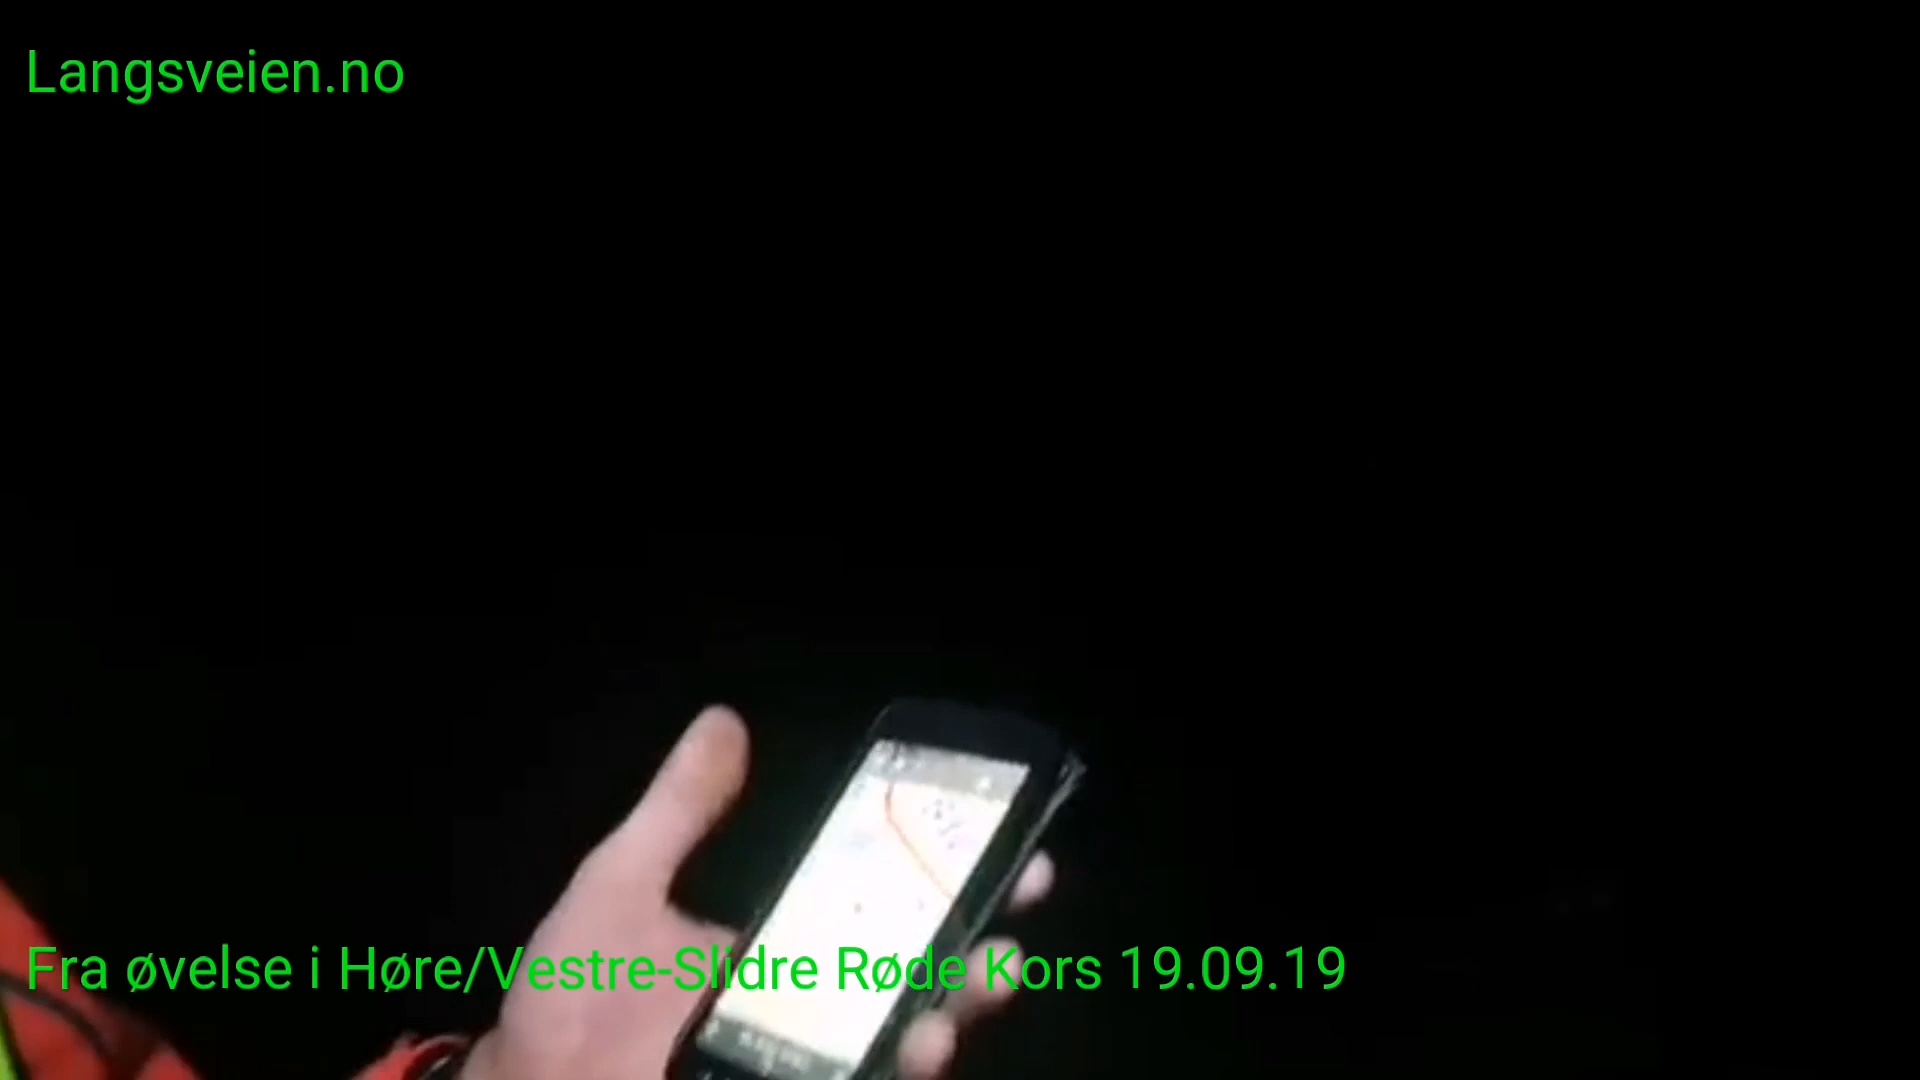 Langsveien.no
Fra øvelse i Høre/Vestre-Slidre Røde Kors 19.09.19